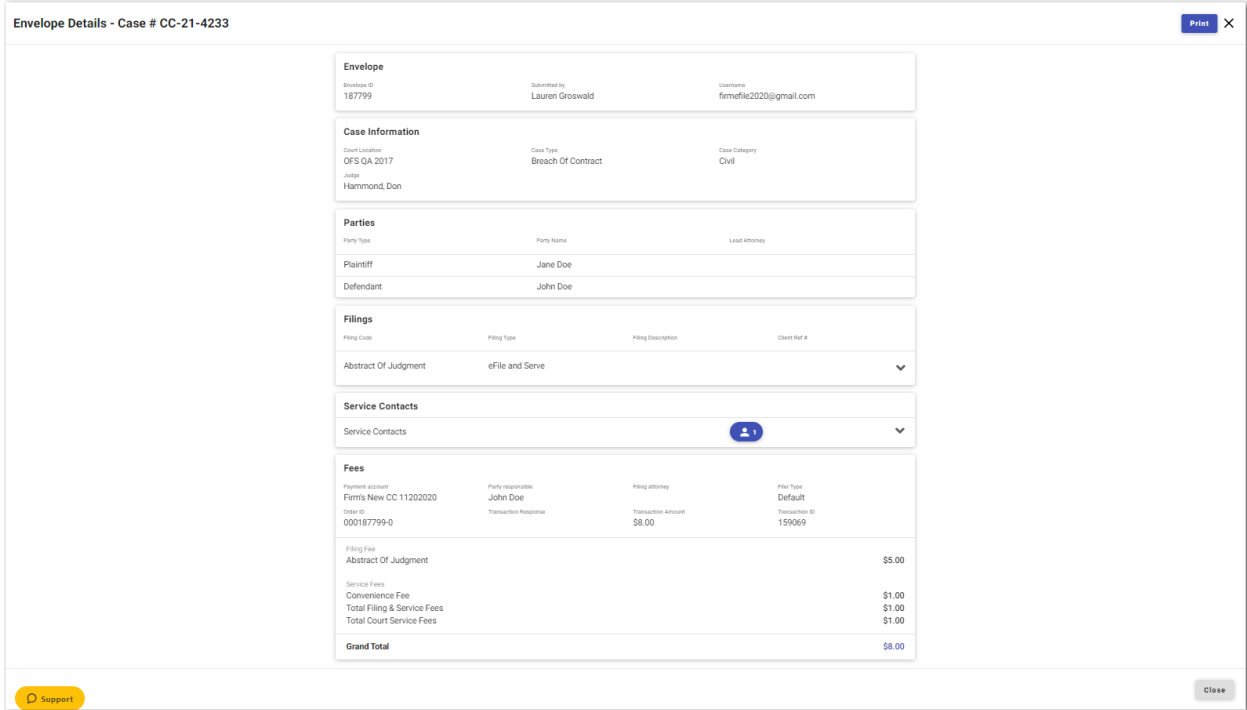 Envelope Details - Case # CC-21-4233
Print
Envelope
Envelope ID Submitted by Username
187799 Lauren Groswald firmefile2020@gmail.com
Case Information
Court Location Case Type Case Category
OFS QA 2017 Breach Of Contract Civil
Judge
Hammond, Don
Parties
Party Type Party Name Lead Attorney
Plaintiff Jane Doe
Defendant John Doe
Filings
Filing Code Filing Type Filing Description Client Ref #
Abstract Of Judgment eFile and Serve
Service Contacts
Service Contacts 1
Fees
Payment account Party responsible Filing attorney Filer Type
Firm's New CC 11202020 John Doe Default
Order ID Transaction Response Transaction Amount Transaction ID
000187799-0 $8.00 159069
Filing Fee
Abstract Of Judgment $5.00
Service Fees
Convenience Fee $1.00
Total Filing & Service Fees $1.00
Total Court Service Fees $1.00
Grand Total $8.00
Close
Support